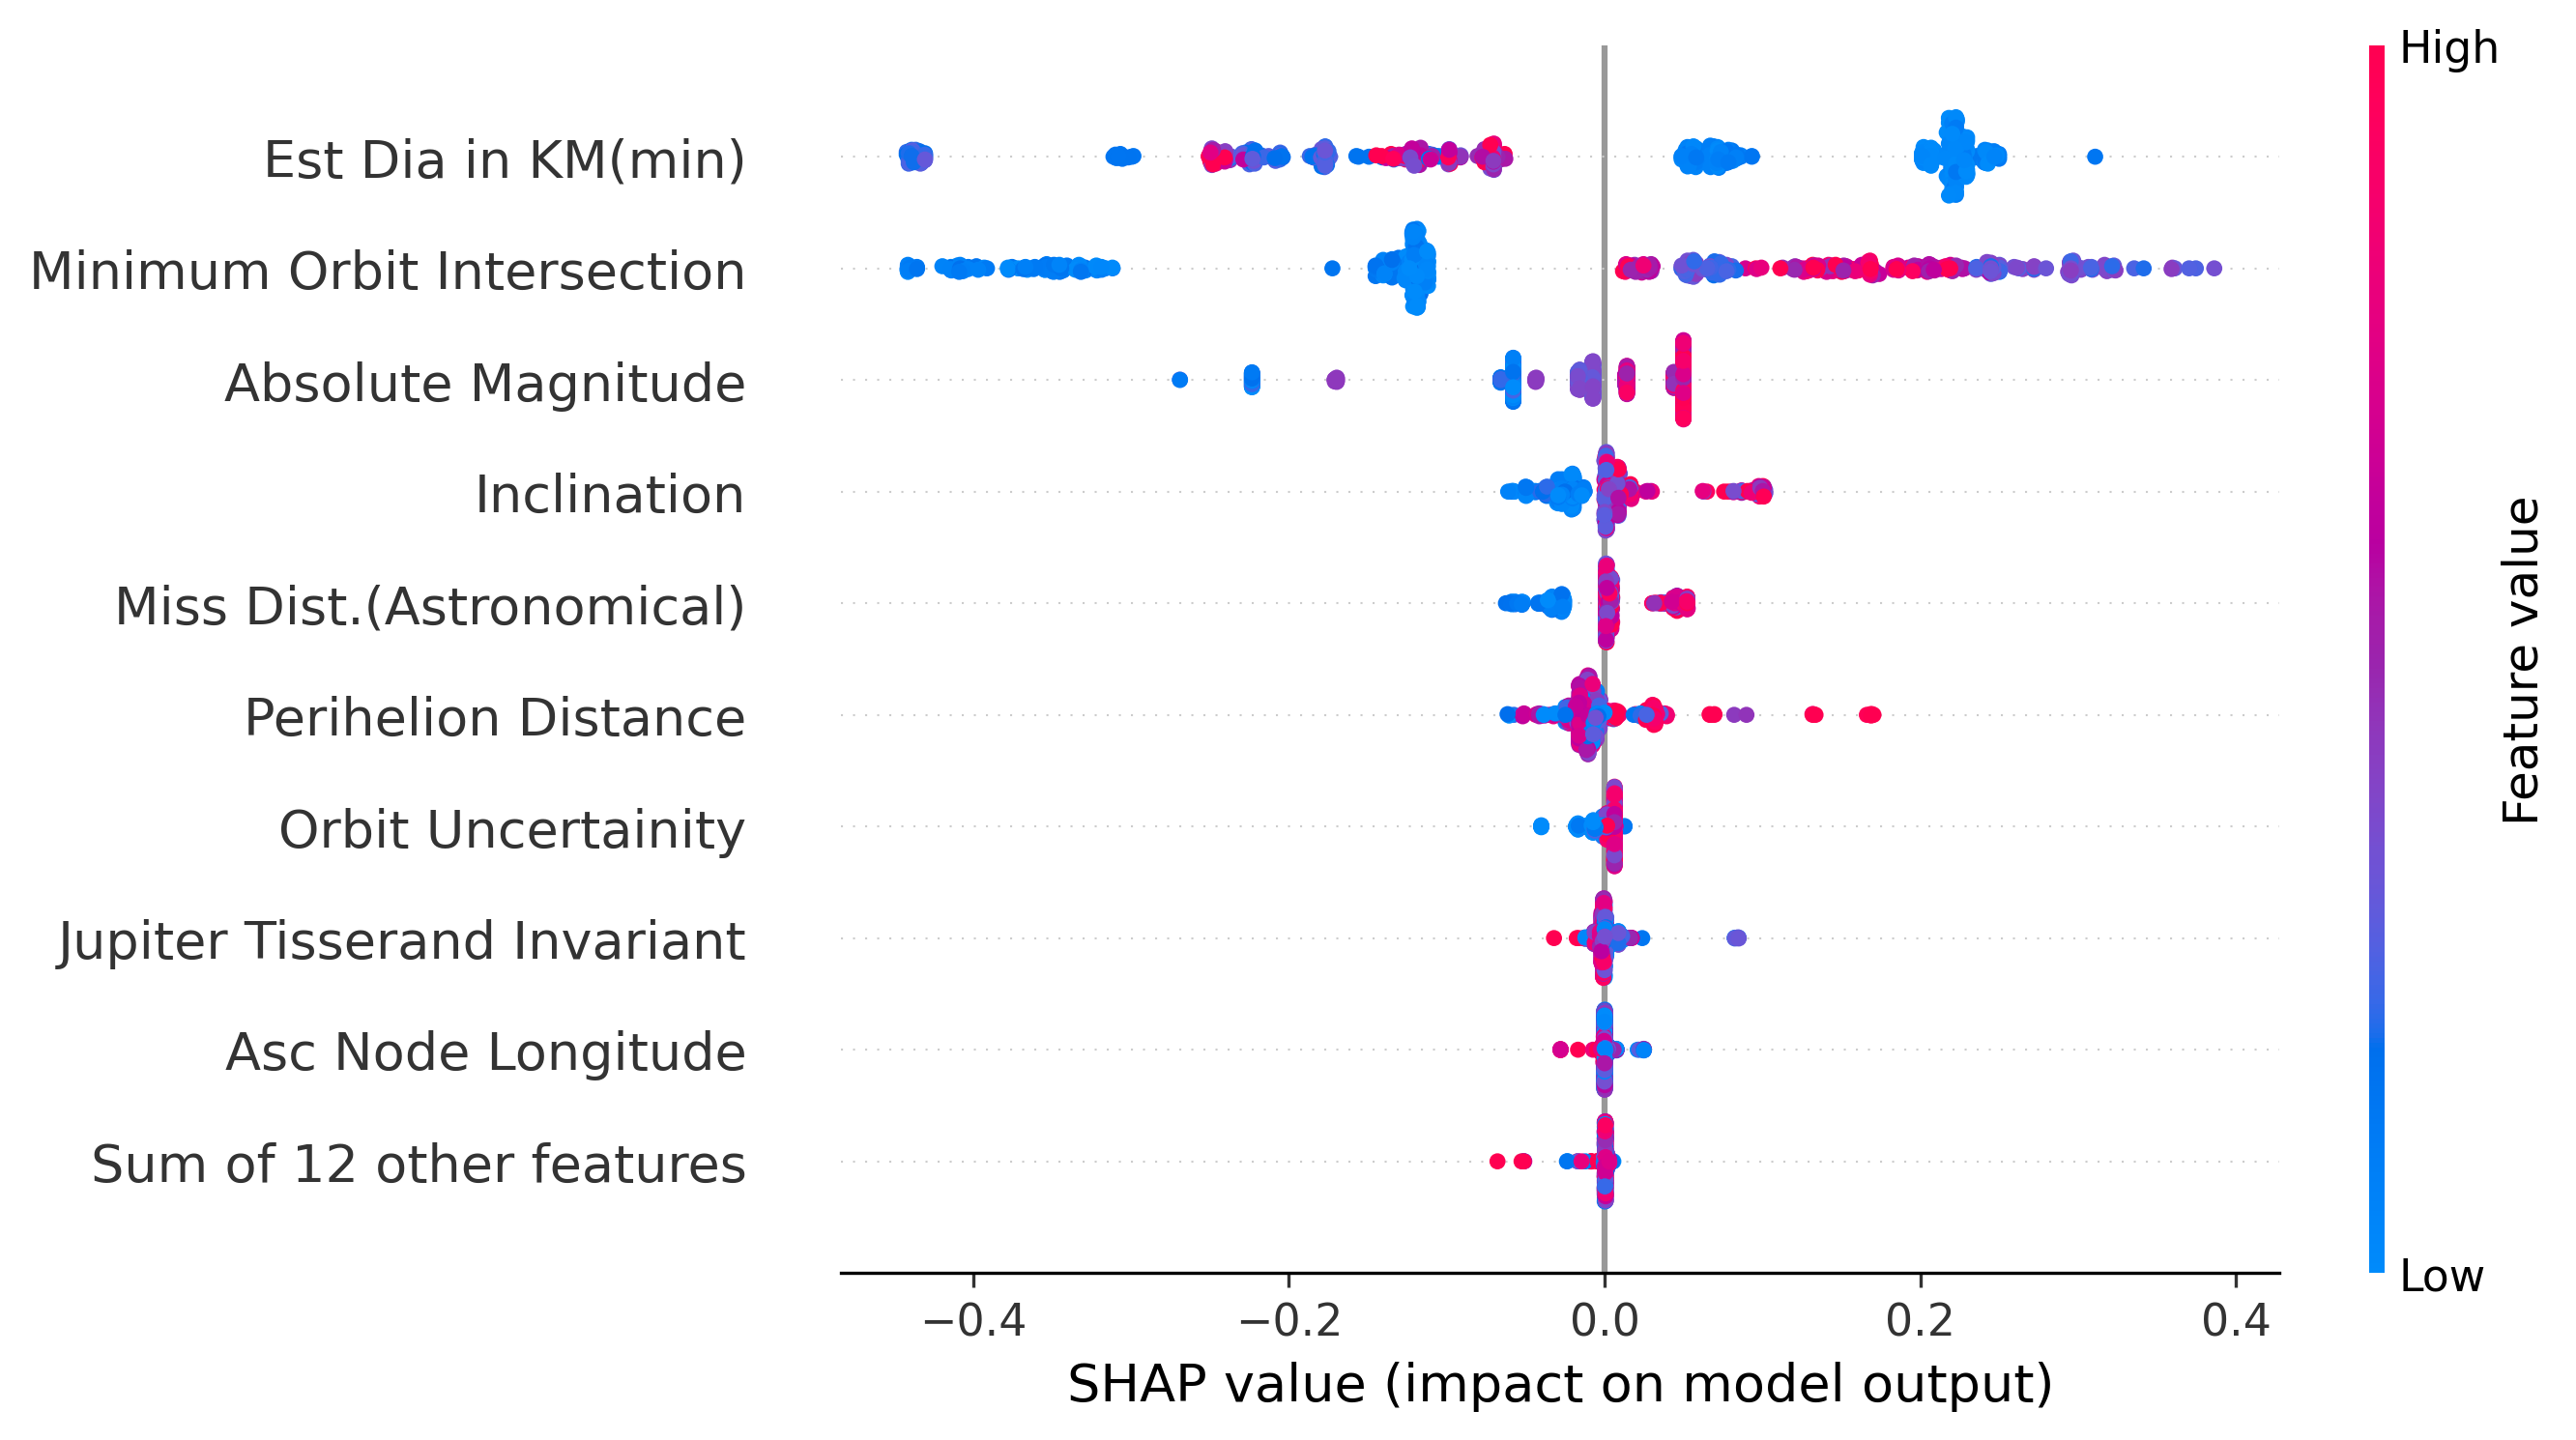 High
Est Dia in KM(min)
Minimum Orbit Intersection
Absolute Magnitude
Inclination
Miss Dist.(Astronomical)
Perihelion Distance
Orbit Uncertainity
Jupiter Tisserand Invariant
Asc Node Longitude
Sum of 12 other features
Feature value
Low
−0.4 −0.2 0.0 0.2 0.4
SHAP value (impact on model output)